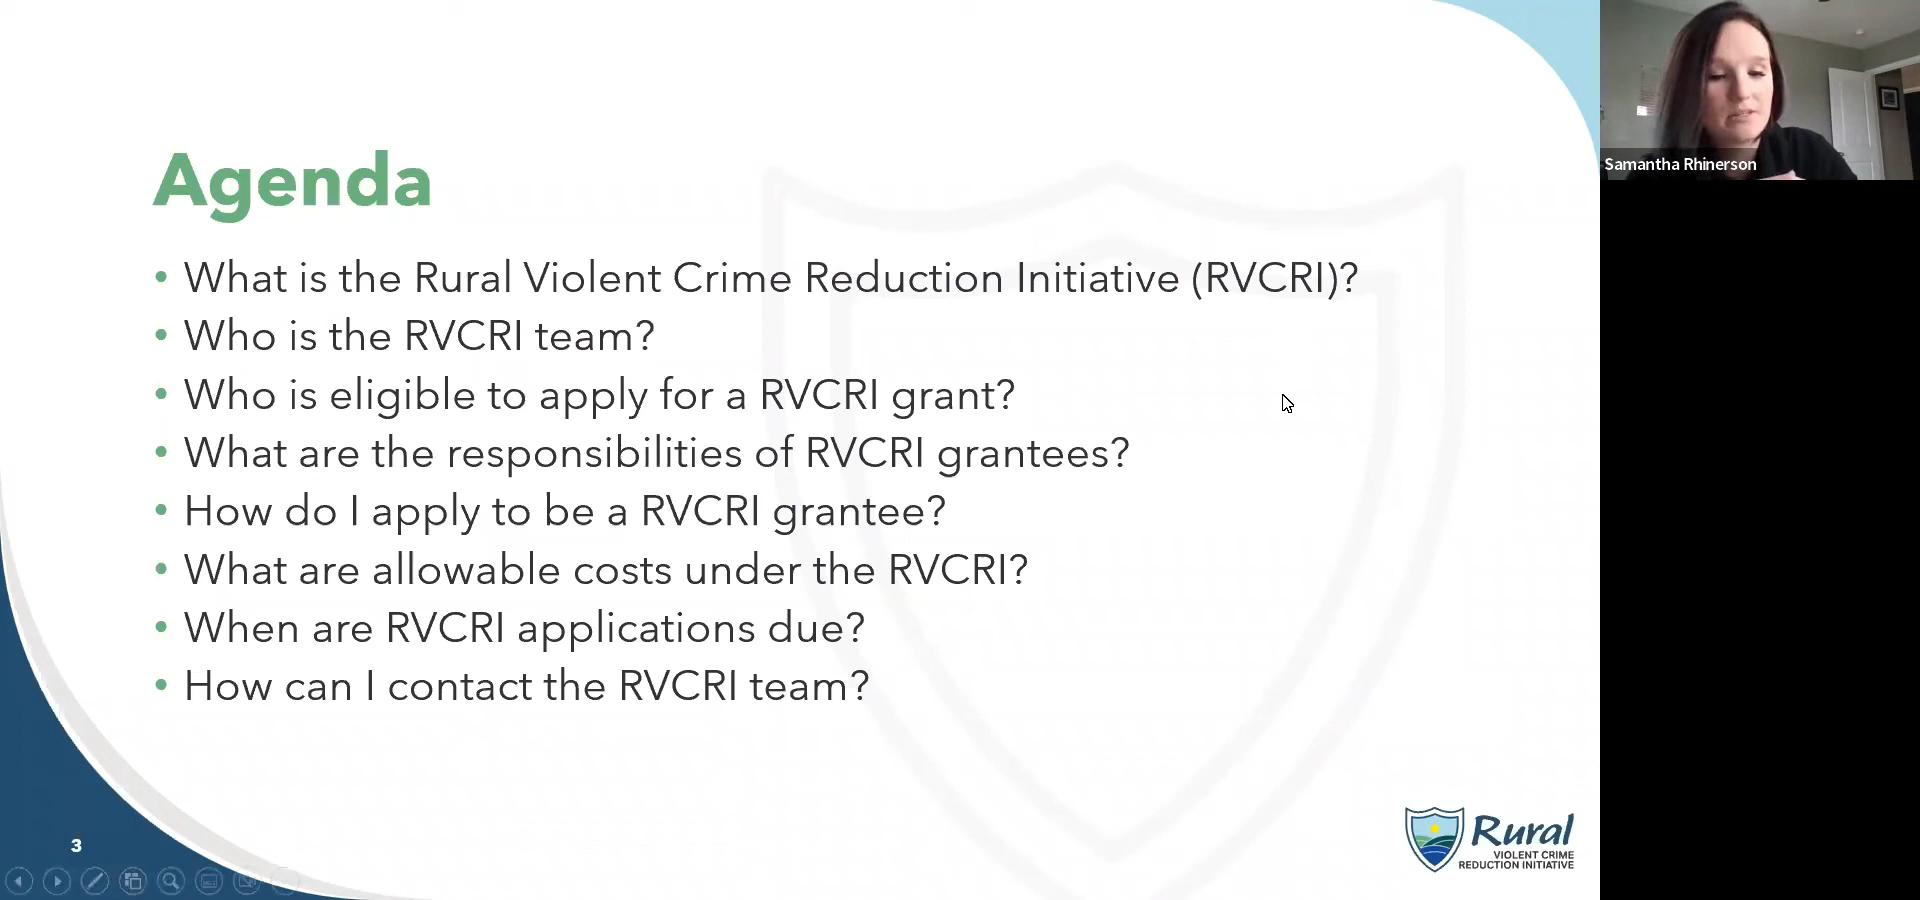 Agenda
• What is the Rural Violent Crime Reduction Initiative (RVCRI)?
• Who is the RVCRI team?
• Who is eligible to apply for a RVCRI grant?
• What are the responsibilities of RVCRI grantees?
• How do I apply to be a RVCRI grantee?
• What are allowable costs under the RVCRI?
• When are RVCRI applications due?
• How can I contact the RVCRI team?
3
Rural
VIOLENT CRIME
REDUCTION INITIATIVE
Samantha Rhinerson